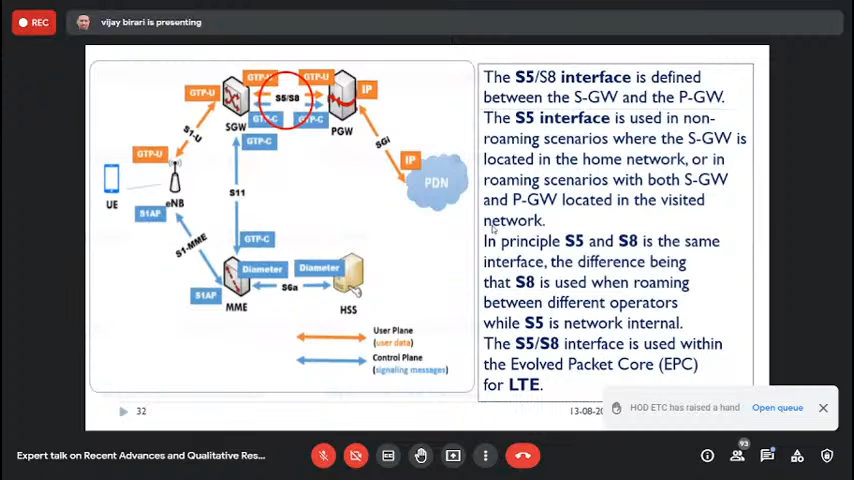 REC
vijay birari is presenting
GTP-U
GTP-U
GTP-U
IP
S5/S8
GTP-C
GTP-C
SGW
PGW
GTP-C
S1-U
SGi
GTP-U
IP
PDN
UE
eNB
S11
S1AP
S1-MME
GTP-C
Diameter
Diameter
S1AP
S6a
MME
HSS
User Plane
(user data)
Control Plane
(signaling messages)
The S5/S8 interface is defined
between the S-GW and the P-GW.
The S5 interface is used in non-
roaming scenarios where the S-GW is
located in the home network, or in
roaming scenarios with both S-GW
and P-GW located in the visited
network.
In principle S5 and S8 is the same
interface, the difference being
that S8 is used when roaming
between different operators
while S5 is network internal.
The S5/S8 interface is used within
the Evolved Packet Core (EPC)
for LTE.
32
13-08-20
HOD ETC has raised a hand
Open queue
Expert talk on Recent Advances and Qualitative Res...
93